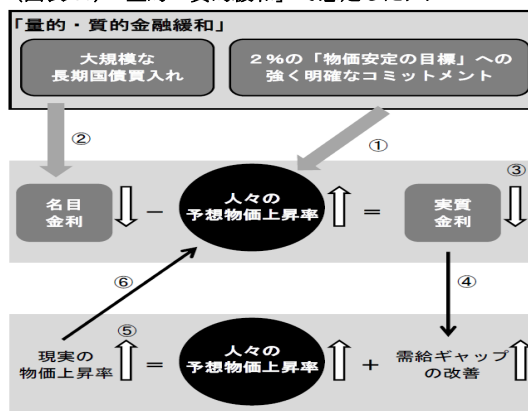 「量的・質的金融緩和」
大規模な
長期国債買入れ
2％の「物価安定の目標」への
強く明確なコミットメント
②
①
③
名目
金利
－
人々の
予想物価上昇率
＝
実質
金利
⑥
④
⑤
現実の
物価上昇率
＝
人々の
予想物価上昇率
＋
需給ギャップ
の改善